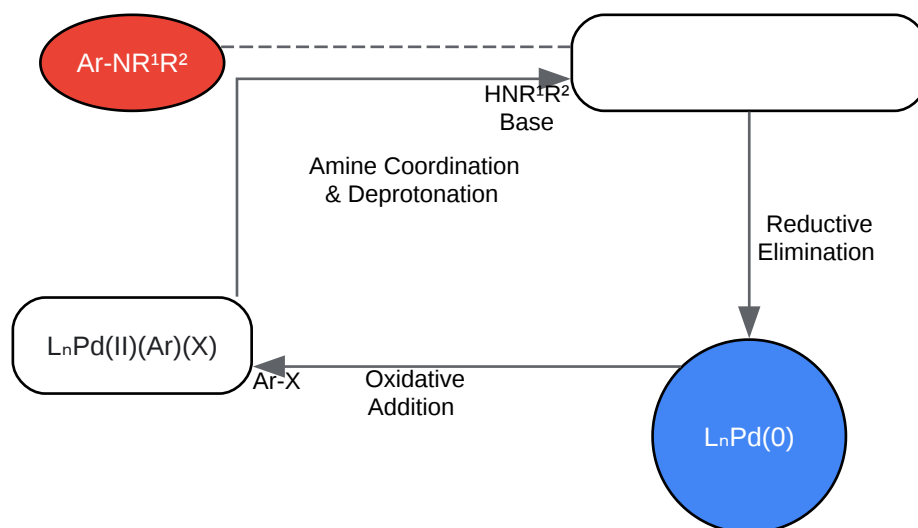 Ar-NR¹R²
HNR¹R²
Base
Amine Coordination
& Deprotonation
Reductive
Elimination
LₙPd(II)(Ar)(X)
Ar-X
Oxidative
Addition
LₙPd(0)